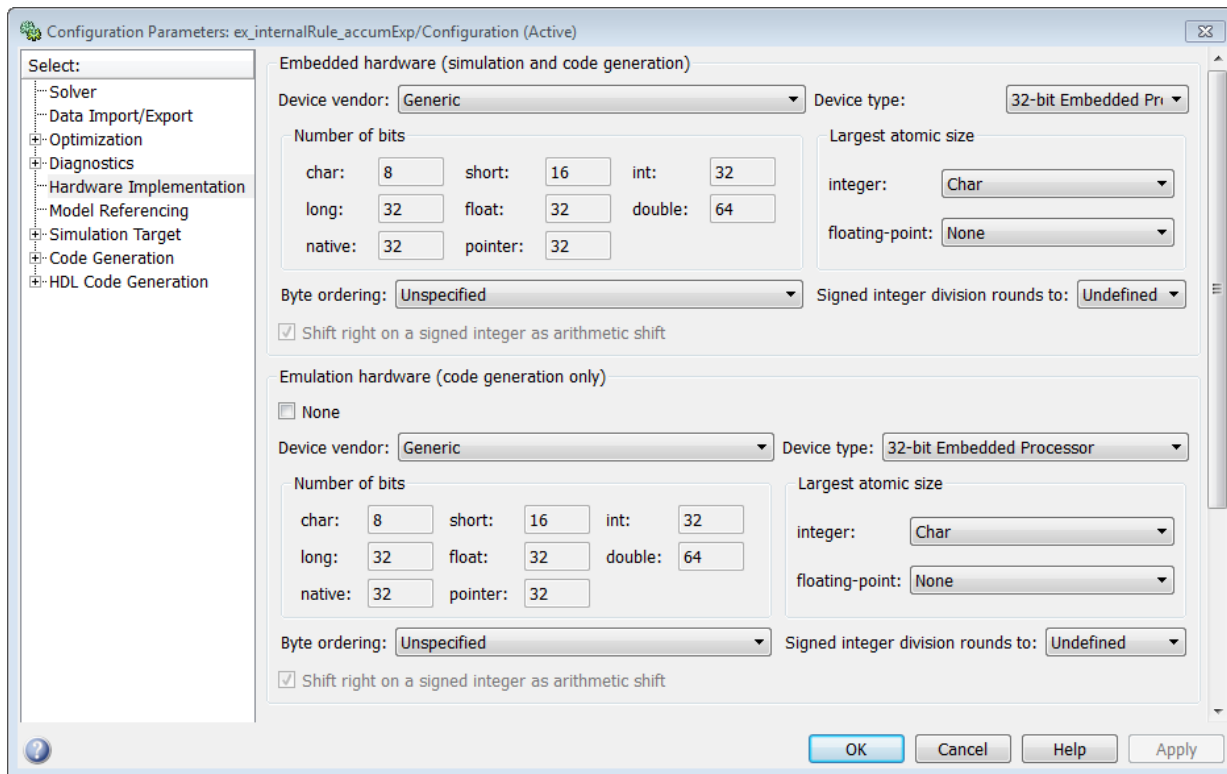 Configuration Parameters: ex_internalRule_accumExp/Configuration (Active)
Select:
Solver
Data Import/Export
Optimization
Diagnostics
Hardware Implementation
Model Referencing
Simulation Target
Code Generation
HDL Code Generation
Embedded hardware (simulation and code generation)
Device vendor: Generic Device type: 32-bit Embedded Pro
Number of bits
char: 8 short: 16 int: 32
long: 32 float: 32 double: 64
native: 32 pointer: 32
Largest atomic size
integer: Char
floating-point: None
Byte ordering: Unspecified Signed integer division rounds to: Undefined
Shift right on a signed integer as arithmetic shift
Emulation hardware (code generation only)
None
Device vendor: Generic Device type: 32-bit Embedded Processor
Number of bits
char: 8 short: 16 int: 32
long: 32 float: 32 double: 64
native: 32 pointer: 32
Largest atomic size
integer: Char
floating-point: None
Byte ordering: Unspecified Signed integer division rounds to: Undefined
Shift right on a signed integer as arithmetic shift
OK Cancel Help Apply